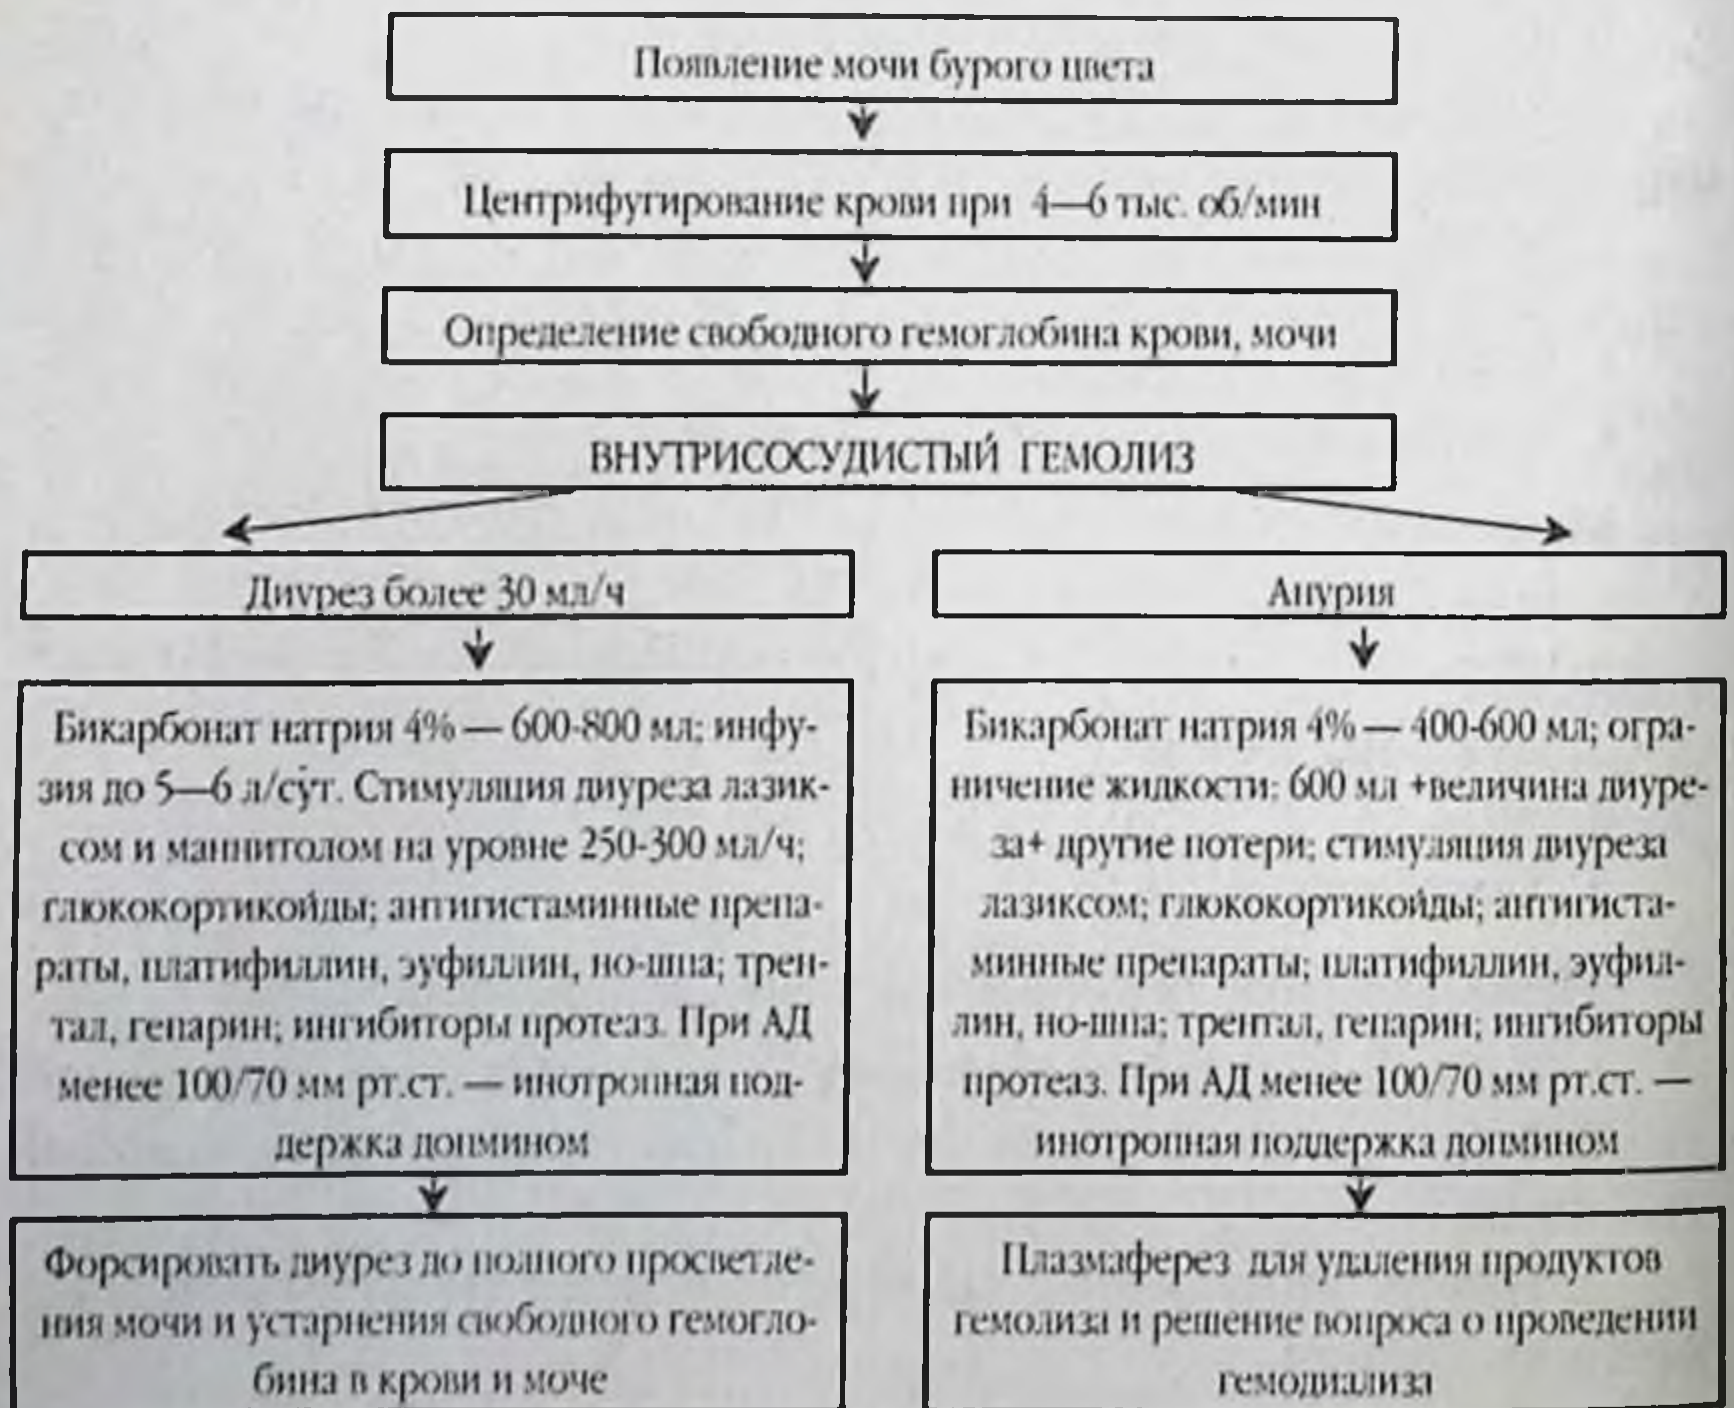 Появление мочи бурого цвета
Центрифугирование крови при 4—6 тыс. об/мин
Определение свободного гемоглобина крови, мочи
ВНУТРИСОСУДИСТЫЙ ГЕМОЛИЗ
Диурез более 30 мл/ч
Бикарбонат натрия 4% — 600-800 мл; инфу-
зия до 5—6 л/сут. Стимуляция диуреза лазик-
сом и маннитолом на уровне 250-300 мл/ч;
глюкокортикойды; антигистаминные препа-
раты, платифиллин, эуфиллин, но-шпа; трен-
тал, гепарин; ингибиторы протеаз. При АД
менее 100/70 мм рт.ст. — инотропная под-
держка допмином
Форсировать диурез до полного просветле-
ния мочи и устарнения свободного гемогло-
бина в крови и моче
Анурия
Бикарбонат натрия 4% — 400-600 мл; огра-
ничение жидкости: 600 мл +величина диуре-
за+ другие потери; стимуляция диуреза
лазиксом; глюкокортикойды; антигиста-
минные препараты; платифиллин, эуфил-
лин, но-шпа; трентал, гепарин; ингибиторы
протеаз. При АД менее 100/70 мм рт.ст. —
инотропная поддержка допмином
Плазмаферез для удаления продуктов
гемолиза и решение вопроса о проведении
гемодиализа